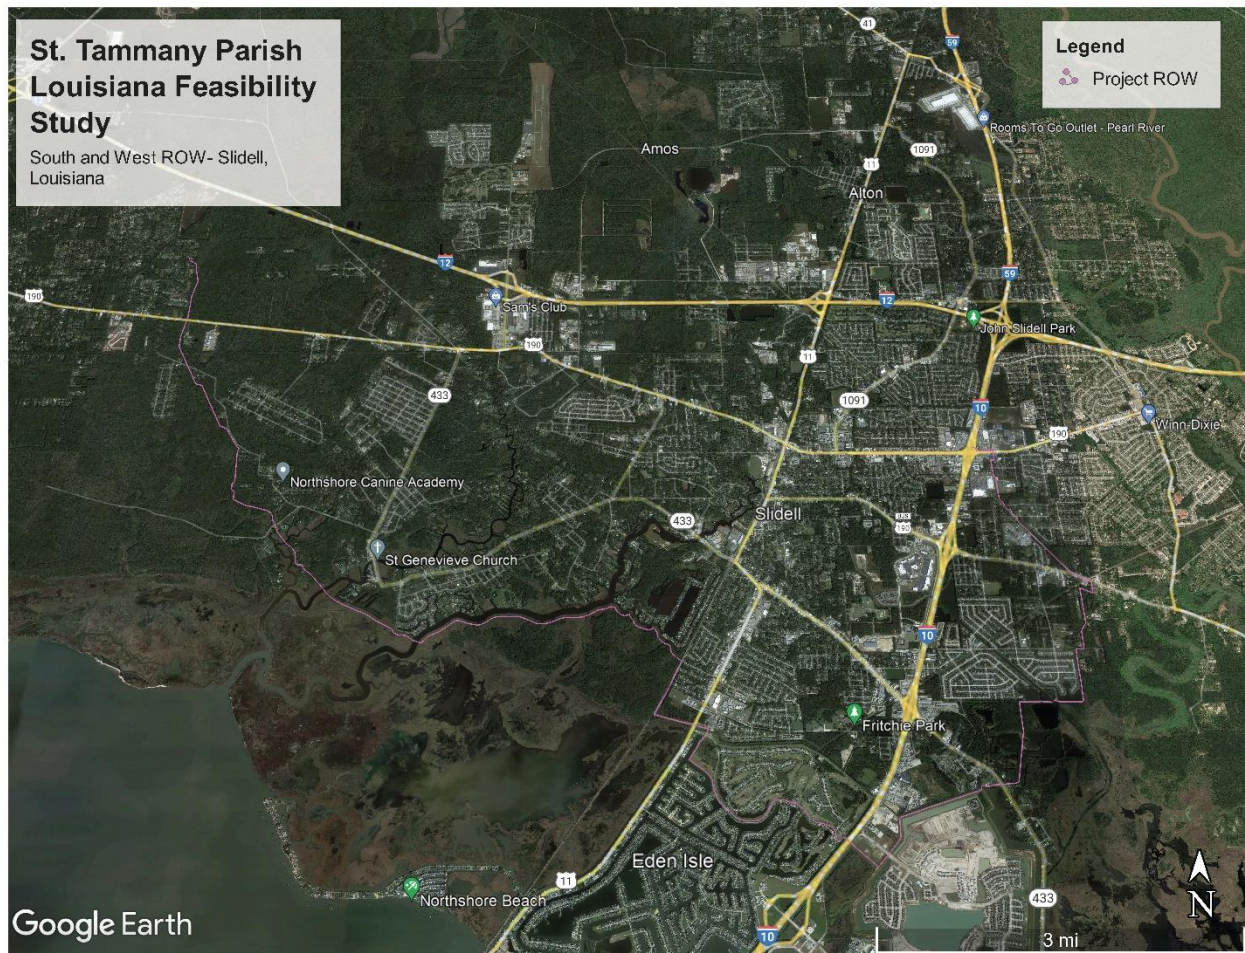 St. Tammany Parish
Louisiana Feasibility
Study
South and West ROW- Slidell,
Louisiana
Legend
Project ROW
41
59
Rooms To Go Outlet - Pearl River
Amos
1091
11
Alton
12
59
190
Sam's Club
12
John Slidell Park
190
11
433
1091
10
Winn-Dixie
190
Northshore Canine Academy
433
Slidell
BUS
190
St Genevieve Church
10
Fritchie Park
Eden Isle
11
Northshore Beach
433
N
Google Earth
10
3 mi